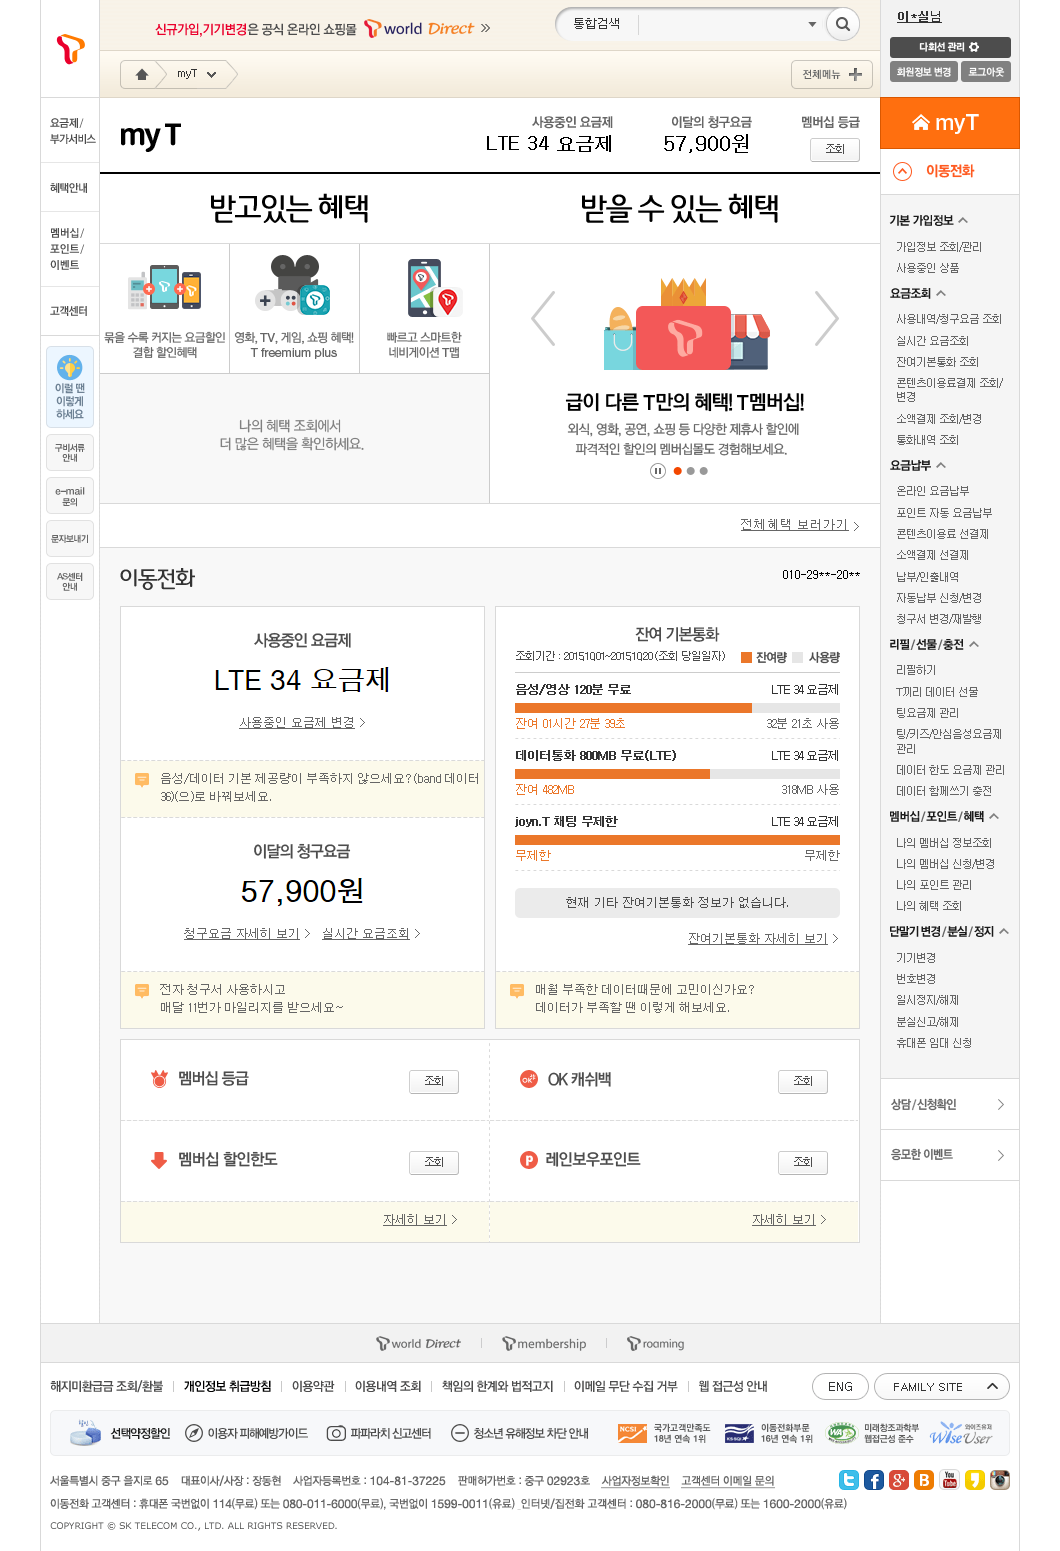 신규가입,기기변경은 공식 온라인 쇼핑몰 T world Direct
통합검색
이*실님
다회선 관리
회원정보 변경 로그아웃
myT
전체메뉴
요금제/
부가서비스
혜택안내
멤버십/
포인트/
이벤트
고객센터
이럴 땐
이렇게
하세요
구비서류
안내
e-mail
문의
문자보내기
AS센터
안내
my T
사용중인 요금제
LTE 34 요금제
이달의 청구요금
57,900원
멤버십 등급
조회
받고있는 혜택
받을 수 있는 혜택
묶을 수록 커지는 요금할인
결합 할인혜택
영화, TV, 게임, 쇼핑 혜택!
T freemium plus
빠르고 스마트한
네비게이션 T맵
나의 혜택 조회에서
더 많은 혜택을 확인하세요.
급이 다른 T만의 혜택! T멤버십!
외식, 영화, 공연, 쇼핑 등 다양한 제휴사 할인에
파격적인 할인의 멤버십몰도 경험해보세요.
전체혜택 보러가기
이동전화
010-29**-20**
사용중인 요금제
LTE 34 요금제
사용중인 요금제 변경
음성/데이터 기본 제공량이 부족하지 않으세요?(band 데이터
36)(으)로 바꿔보세요.
이달의 청구요금
57,900원
청구요금 자세히 보기 실시간 요금조회
전자 청구서 사용하시고
매달 11번가 마일리지를 받으세요~
잔여 기본통화
조회기간 : 2015.10.01~2015.10.20(조회 당일일자) 잔여량 사용량
음성/영상 120분 무료 LTE 34 요금제
잔여 01시간 27분 39초 32분 21초 사용
데이터통화 800MB 무료(LTE) LTE 34 요금제
잔여 482MB 318MB 사용
joyn.T 채팅 무제한 LTE 34 요금제
무제한 무제한
현재 기타 잔여기본통화 정보가 없습니다.
잔여기본통화 자세히 보기
매월 부족한 데이터때문에 고민이신가요?
데이터가 부족할 땐 이렇게 해보세요.
멤버십 등급 조회
OK 캐쉬백 조회
멤버십 할인한도 조회
레인보우포인트 조회
자세히 보기
자세히 보기
myT
이동전화
기본 가입정보
가입정보 조회/관리
사용중인 상품
요금조회
사용내역/청구요금 조회
실시간 요금조회
잔여기본통화 조회
콘텐츠이용료결제 조회/
변경
소액결제 조회/변경
통화내역 조회
요금납부
온라인 요금납부
포인트 자동 요금납부
콘텐츠이용료 선결제
소액결제 선결제
납부/인출내역
자동납부 신청/변경
청구서 변경/재발행
리필/선물/충전
리필하기
T끼리 데이터 선물
팅요금제 관리
팅/키즈/안심음성요금제
관리
데이터 한도 요금제 관리
데이터 함께쓰기 충전
멤버십/포인트/혜택
나의 멤버십 정보조회
나의 멤버십 신청/변경
나의 포인트 관리
나의 혜택 조회
단말기 변경/분실/정지
기기변경
번호변경
일시정지/해제
분실신고/해제
휴대폰 임대 신청
상담/신청확인
응모한 이벤트
T world Direct T membership T roaming
해지미환급금 조회/환불 개인정보 취급방침 이용약관 이용내역 조회 책임의 한계와 법적고지 이메일 무단 수집 거부 웹 접근성 안내
ENG FAMILY SITE
선택약정할인 이용자 피해예방가이드 파파라치 신고센터 청소년 유해정보 차단 안내
NCSI 국가고객만족도
18년 연속 1위
KS-SQI 이동전화부문
16년 연속 1위
WA 미래창조과학부
웹접근성 준수
와이즈유저
Wise User
서울특별시 중구 을지로 65 대표이사/사장 : 장동현 사업자등록번호 : 104-81-37225 판매허가번호 : 중구 02923호 사업자정보확인 고객센터 이메일 문의
이동전화 고객센터 : 휴대폰 국번없이 114(무료) 또는 080-011-6000(무료), 국번없이 1599-0011(유료) 인터넷/집전화 고객센터 : 080-816-2000(무료) 또는 1600-2000(유료)
COPYRIGHT © SK TELECOM CO., LTD. ALL RIGHTS RESERVED.